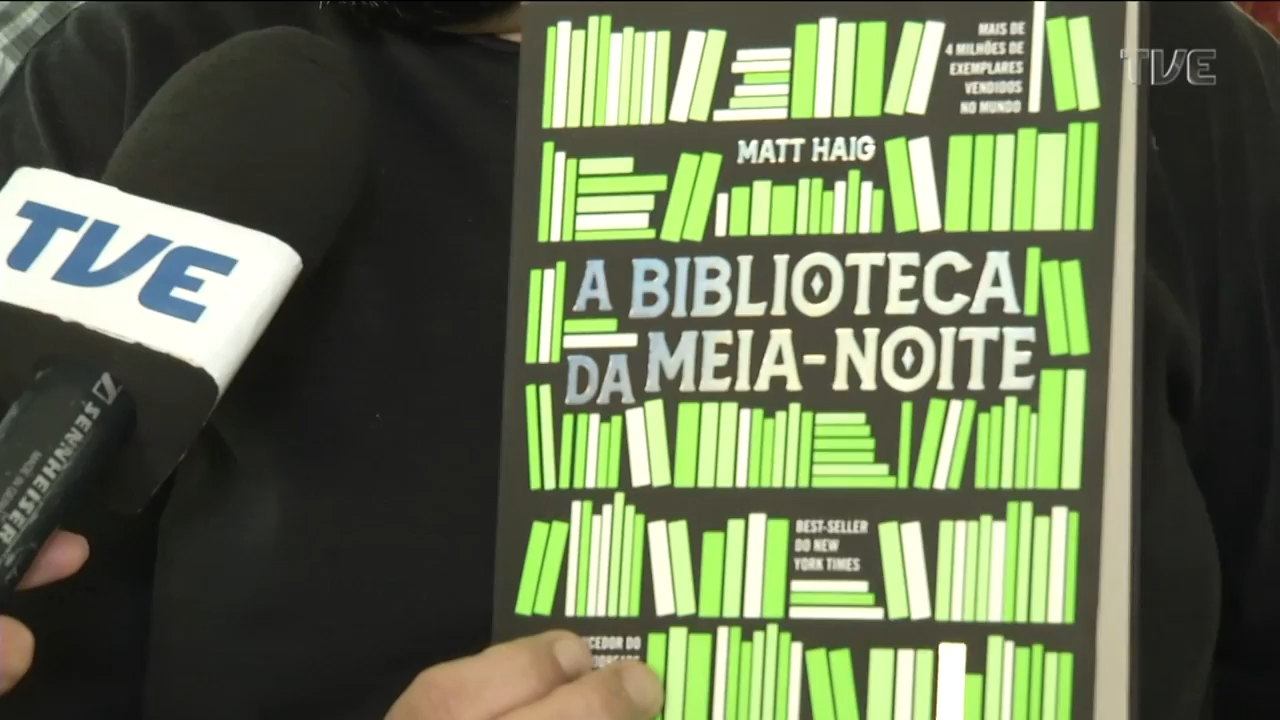 MAIS DE
4 MILHÕES DE
EXEMPLARES
VENDIDOS
NO MUNDO
TVE
MATT HAIG
TVE
A BIBLIOTECA
DA MEIA-NOITE
SENNHEISER
BEST-SELLER
DO NEW
YORK TIMES
DO